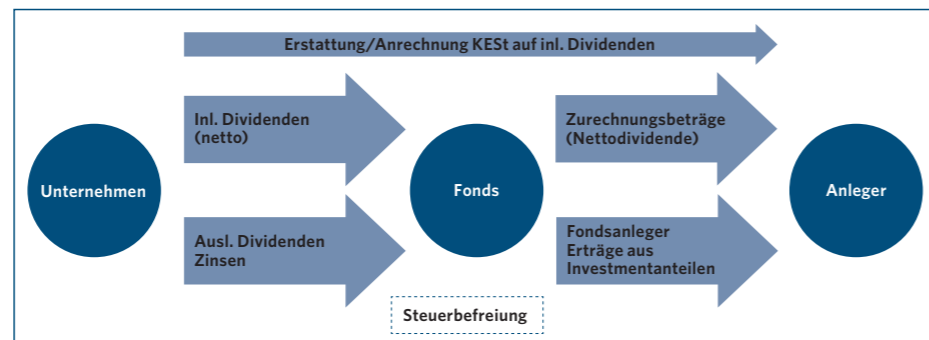 Erstattung/Anrechnung KESt auf inl. Dividenden
Unternehmen
Inl. Dividenden
(netto)
Ausl. Dividenden
Zinsen
Fonds
Steuerbefreiung
Zurechnungsbeträge
(Nettodividende)
Fondsanleger
Erträge aus
Investmentanteilen
Anleger